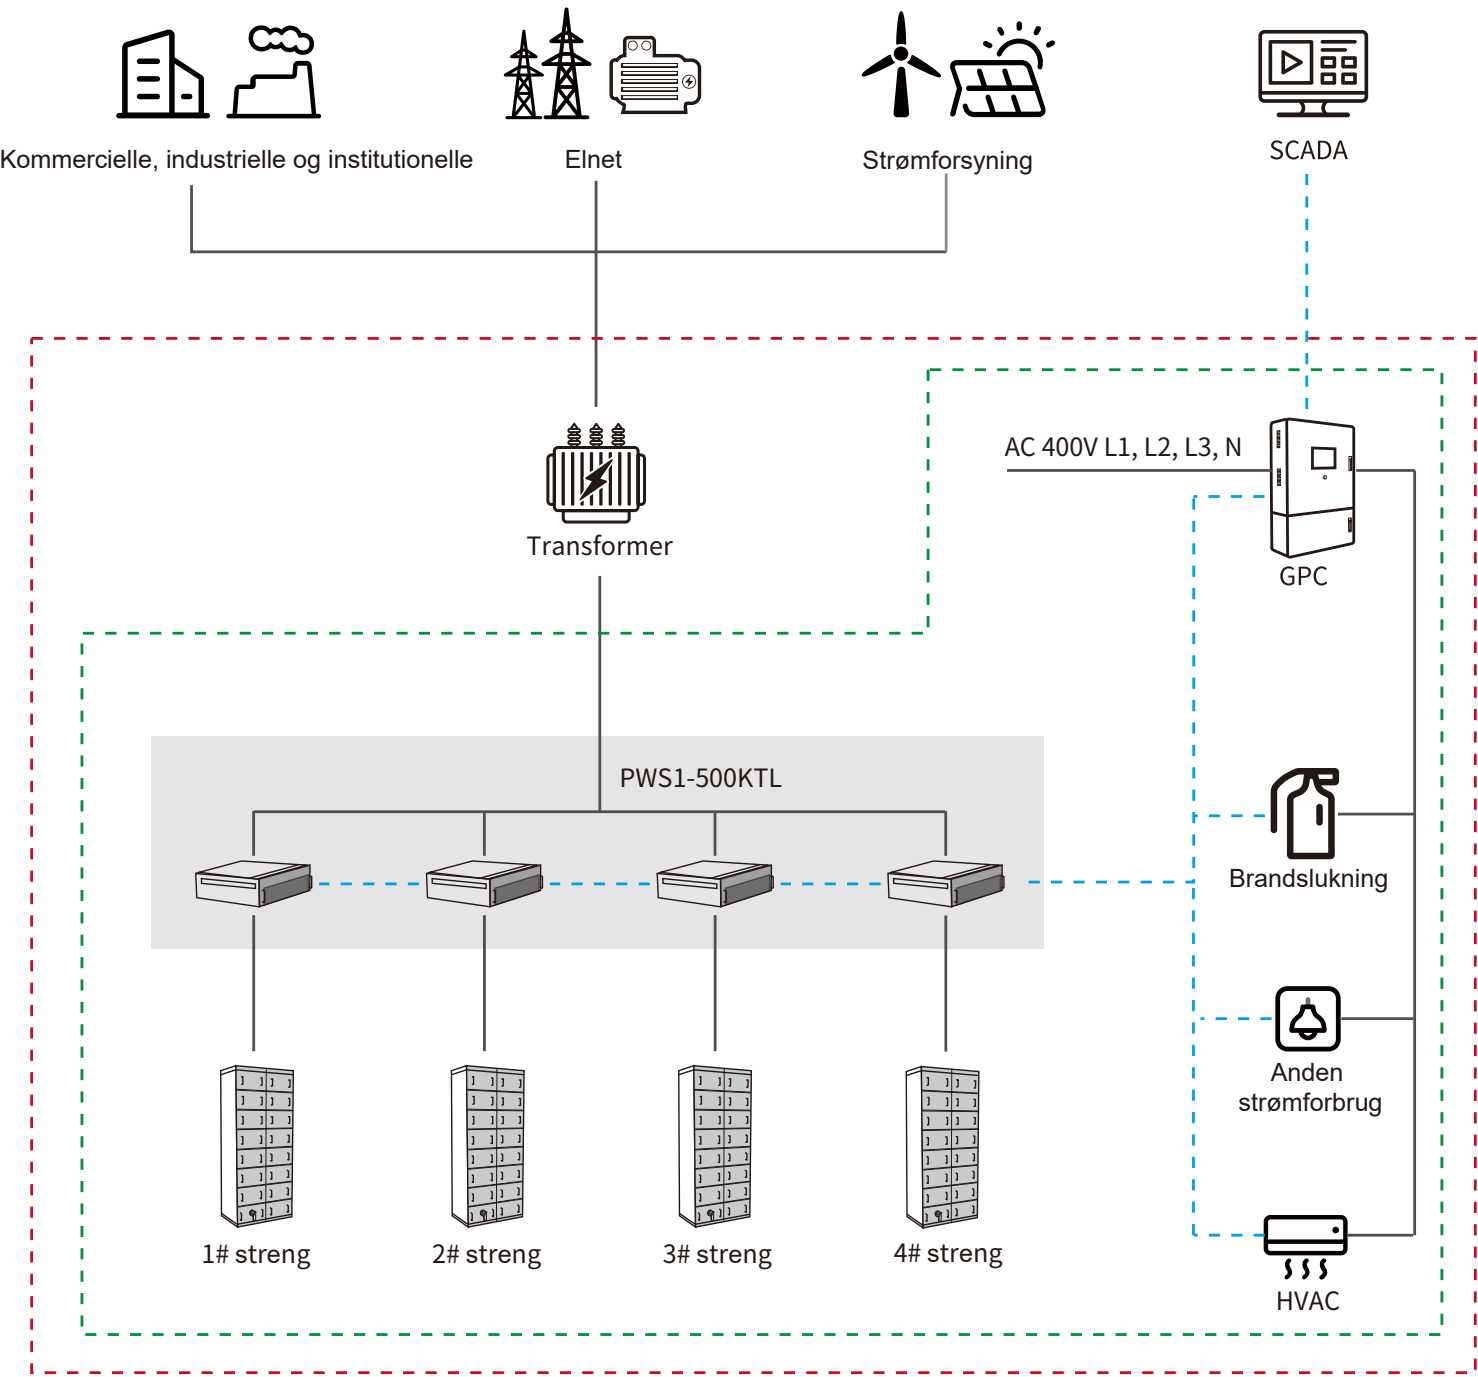 Kommercielle, industrielle og institutionelle
Elnet
Strømforsyning
SCADA
AC 400V L1, L2, L3, N
Transformer
GPC
PWS1-500KTL
Brandslukning
Anden
strømforbrug
1# streng
2# streng
3# streng
4# streng
HVAC